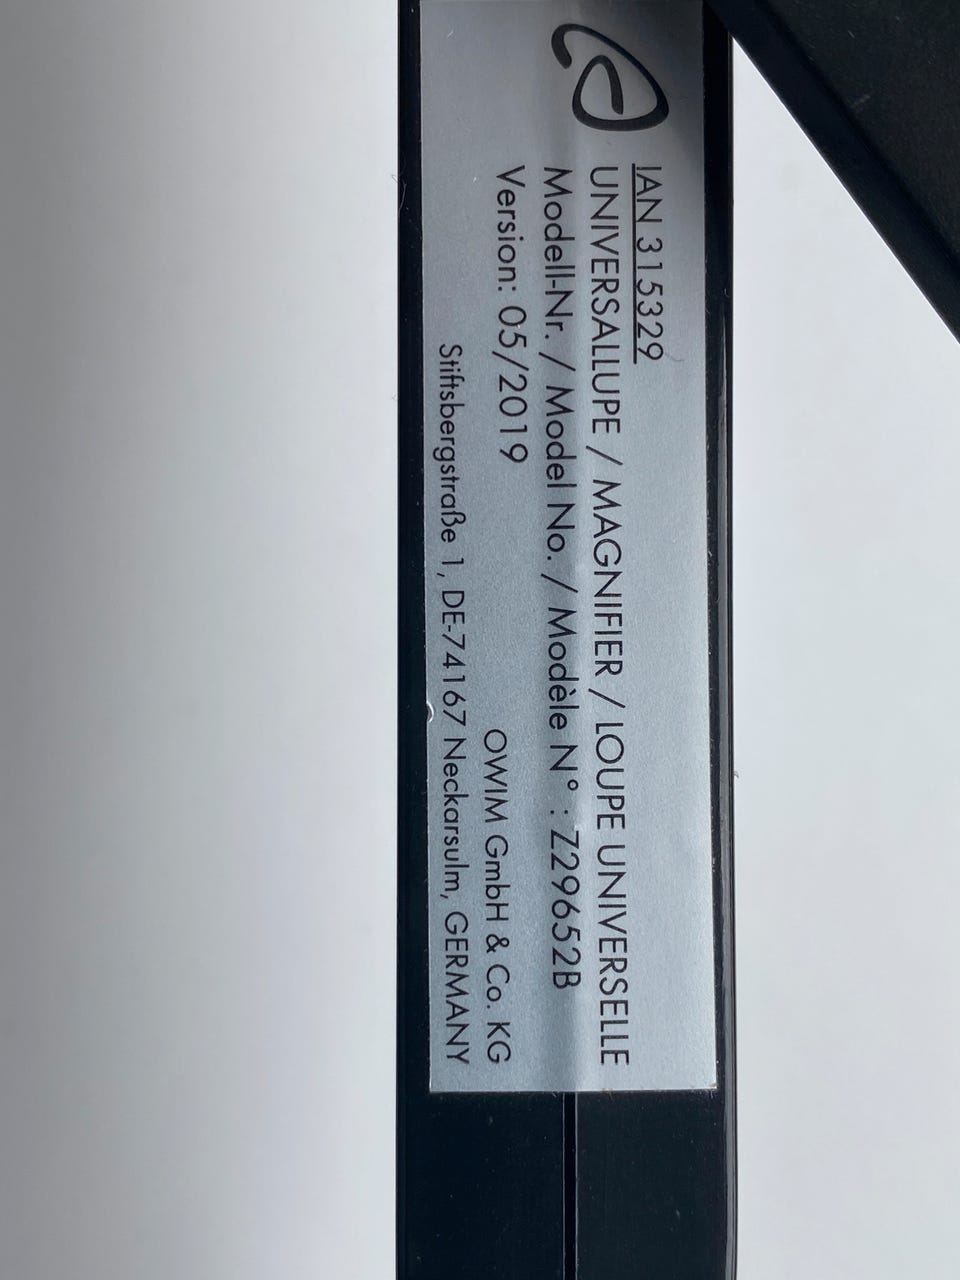 IAN 315329
UNIVERSALLUPE / MAGNIFIER / LOUPE UNIVERSELLE
Modell-Nr. / Model No. / Modèle N° : Z29652B
Version: 05/2019
OWIM GmbH & Co. KG
Stiftsbergstraße 1, DE-74167 Neckarsulm, GERMANY